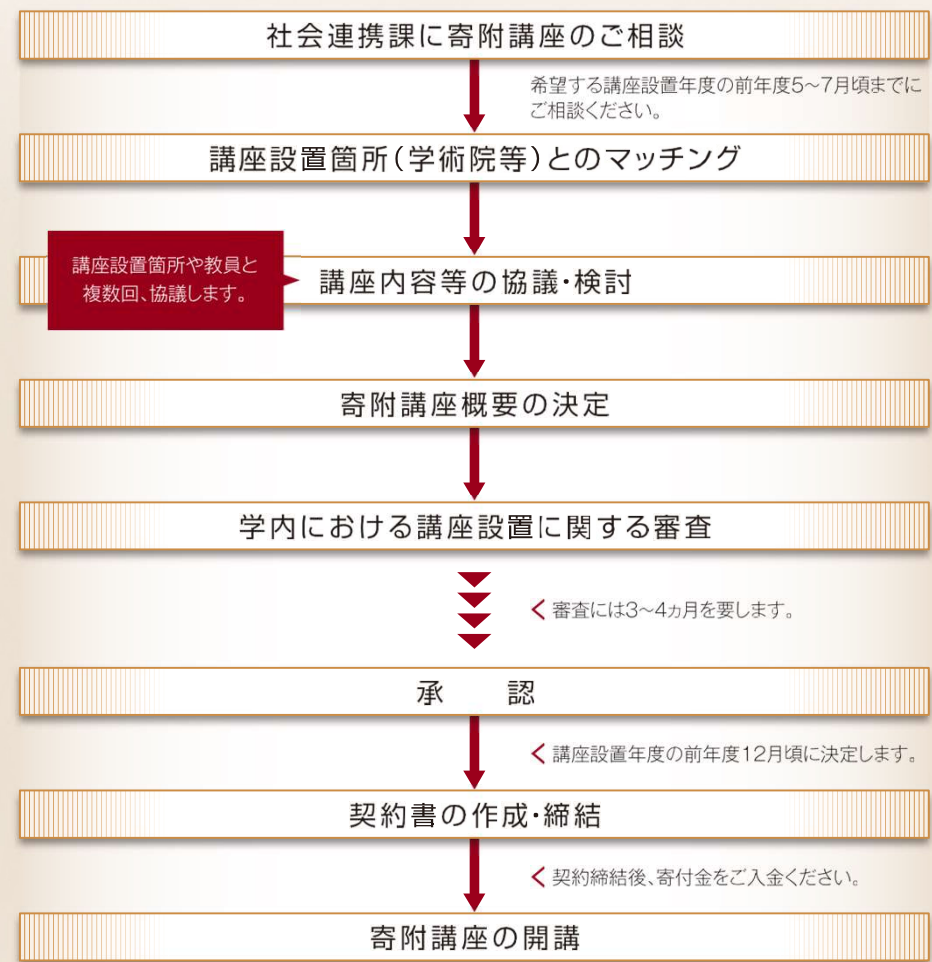 社会連携課に寄附講座のご相談
希望する講座設置年度の前年度5~7月頃までに
ご相談ください。
講座設置箇所(学術院等)とのマッチング
講座設置箇所や教員と
複数回、協議します。
講座内容等の協議・検討
寄附講座概要の決定
学内における講座設置に関する審査
審査には3~4ヵ月を要します。
承　認
講座設置年度の前年度12月頃に決定します。
契約書の作成・締結
契約締結後、寄付金をご入金ください。
寄附講座の開講